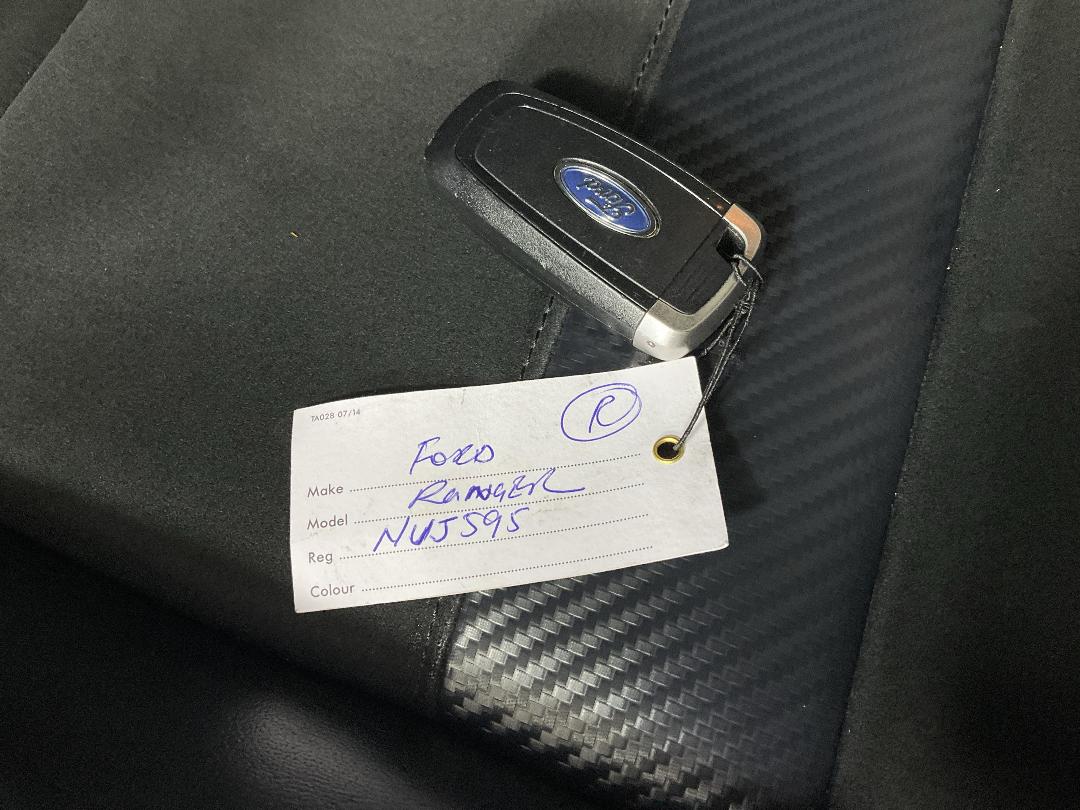 Ford
TA028 07/14
R
Make FORD
Model RANGER
Reg NUJ595
Colour